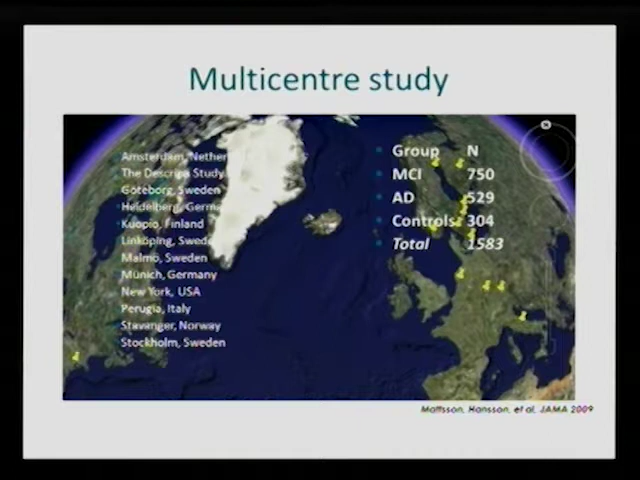 Multicentre study
Amsterdam, Nether
The Descripa Study
Göteborg, Sweden
Heidelberg, Germa
Kuopio, Finland
Linköping, Swed
Malmö, Sweden
Munich, Germany
New York, USA
Perugia, Italy
Stavanger, Norway
Stockholm, Sweden
Group N
MCI 750
AD 529
Controls 304
Total 1583
Mattsson, Hansson, et al, JAMA 2009